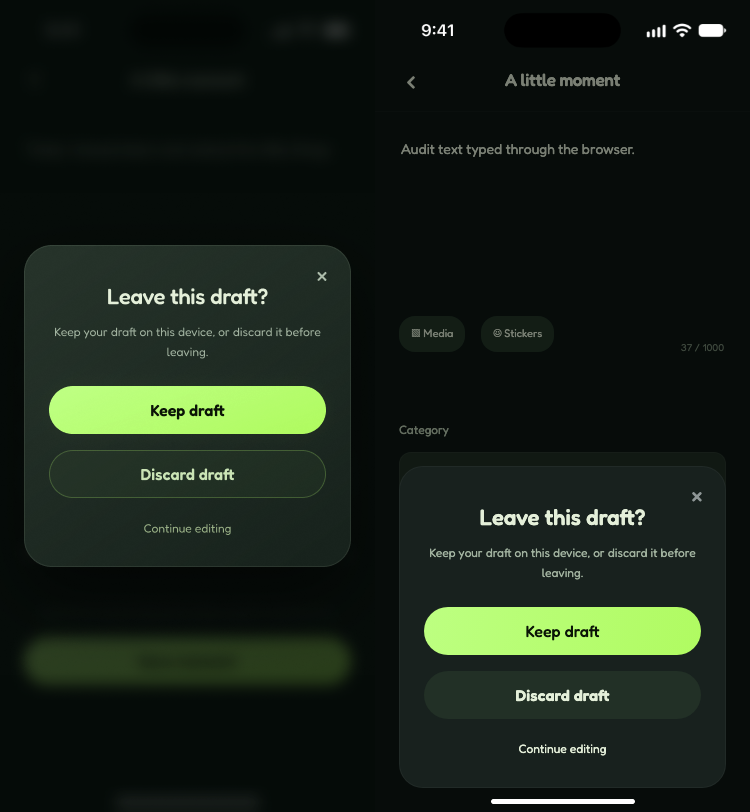 Leave this draft?
Keep your draft on this device, or discard it before
leaving.
Keep draft
Discard draft
Continue editing
9:41
A little moment
Audit text typed through the browser.
Media
Stickers
37 / 1000
Category
Leave this draft?
Keep your draft on this device, or discard it before
leaving.
Keep draft
Discard draft
Continue editing